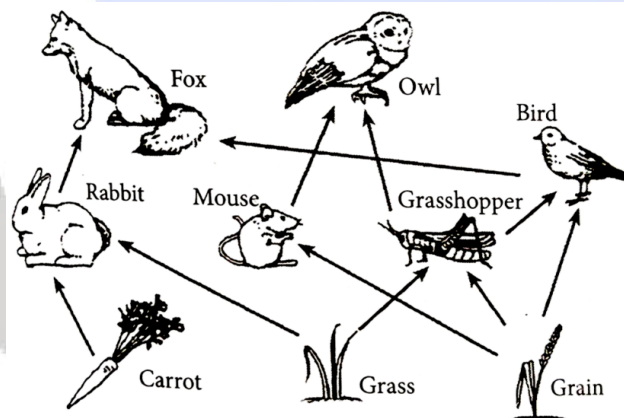 Fox
Owl
Bird
Rabbit
Mouse
Grasshopper
Carrot
Grass
Grain